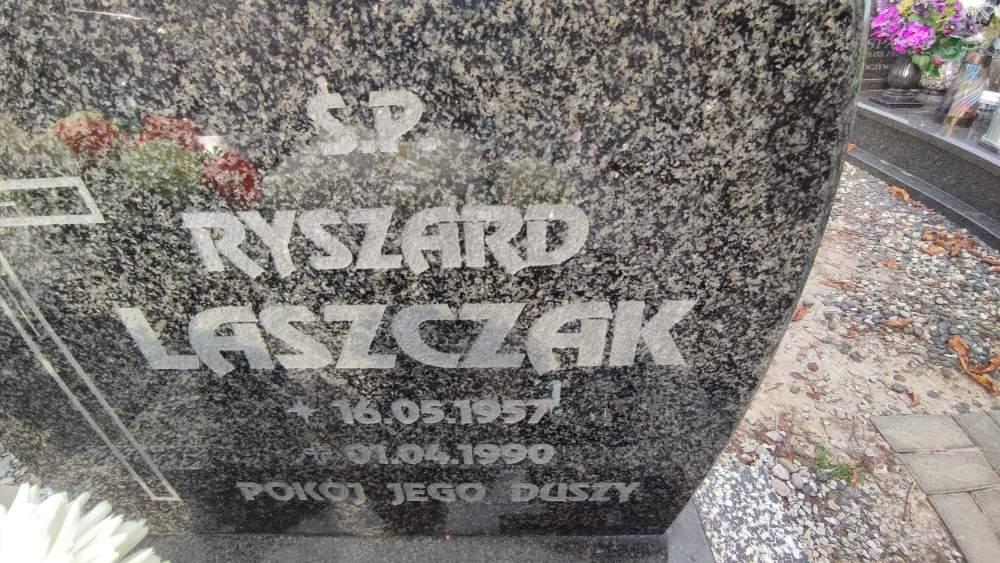 Ś.P.
RYSZARD
LASZCZAK
* 16.05.1957
+ 01.04.1990
POKÓJ JEGO DUSZY